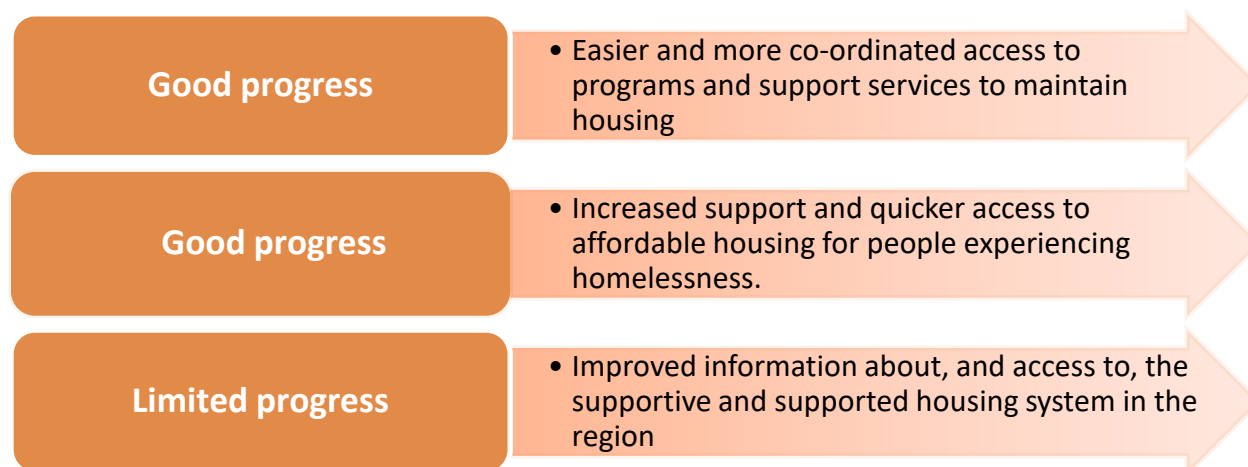 Good progress
• Easier and more co-ordinated access to
programs and support services to maintain
housing
Good progress
• Increased support and quicker access to
affordable housing for people experiencing
homelessness.
Limited progress
• Improved information about, and access to, the
supportive and supported housing system in the
region